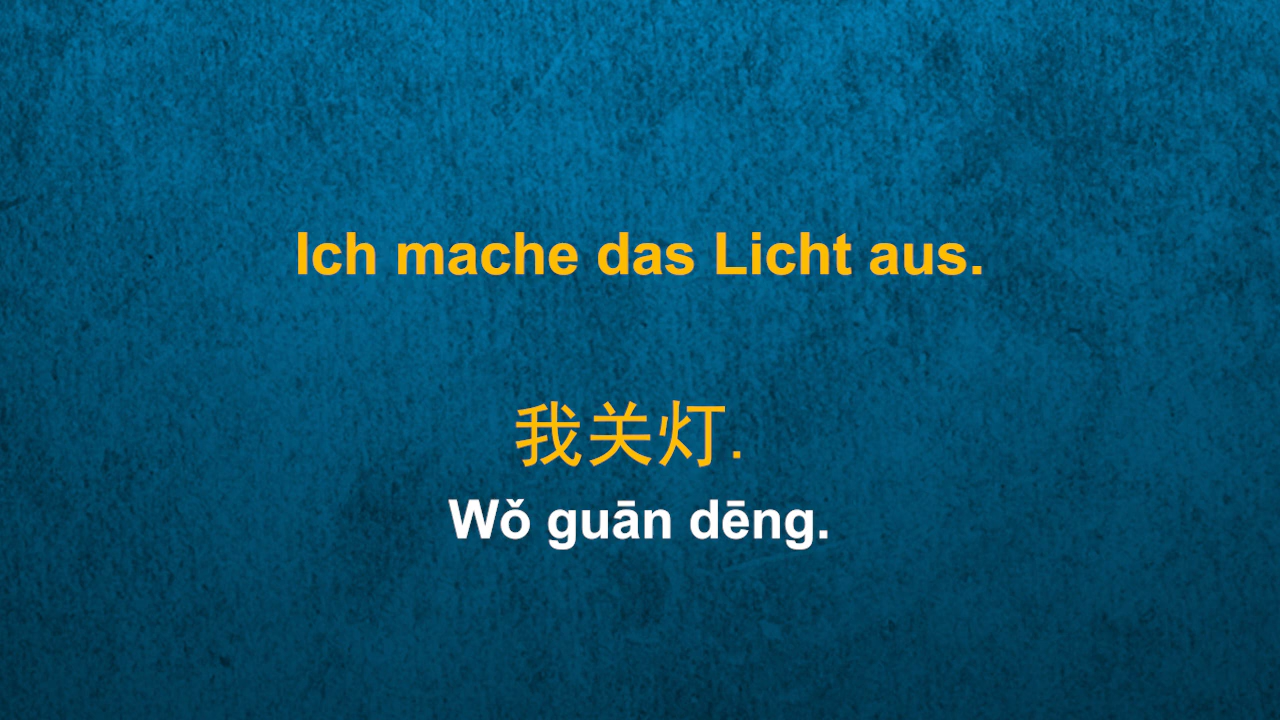 Ich mache das Licht aus.
我关灯.
Wǒ guān dēng.